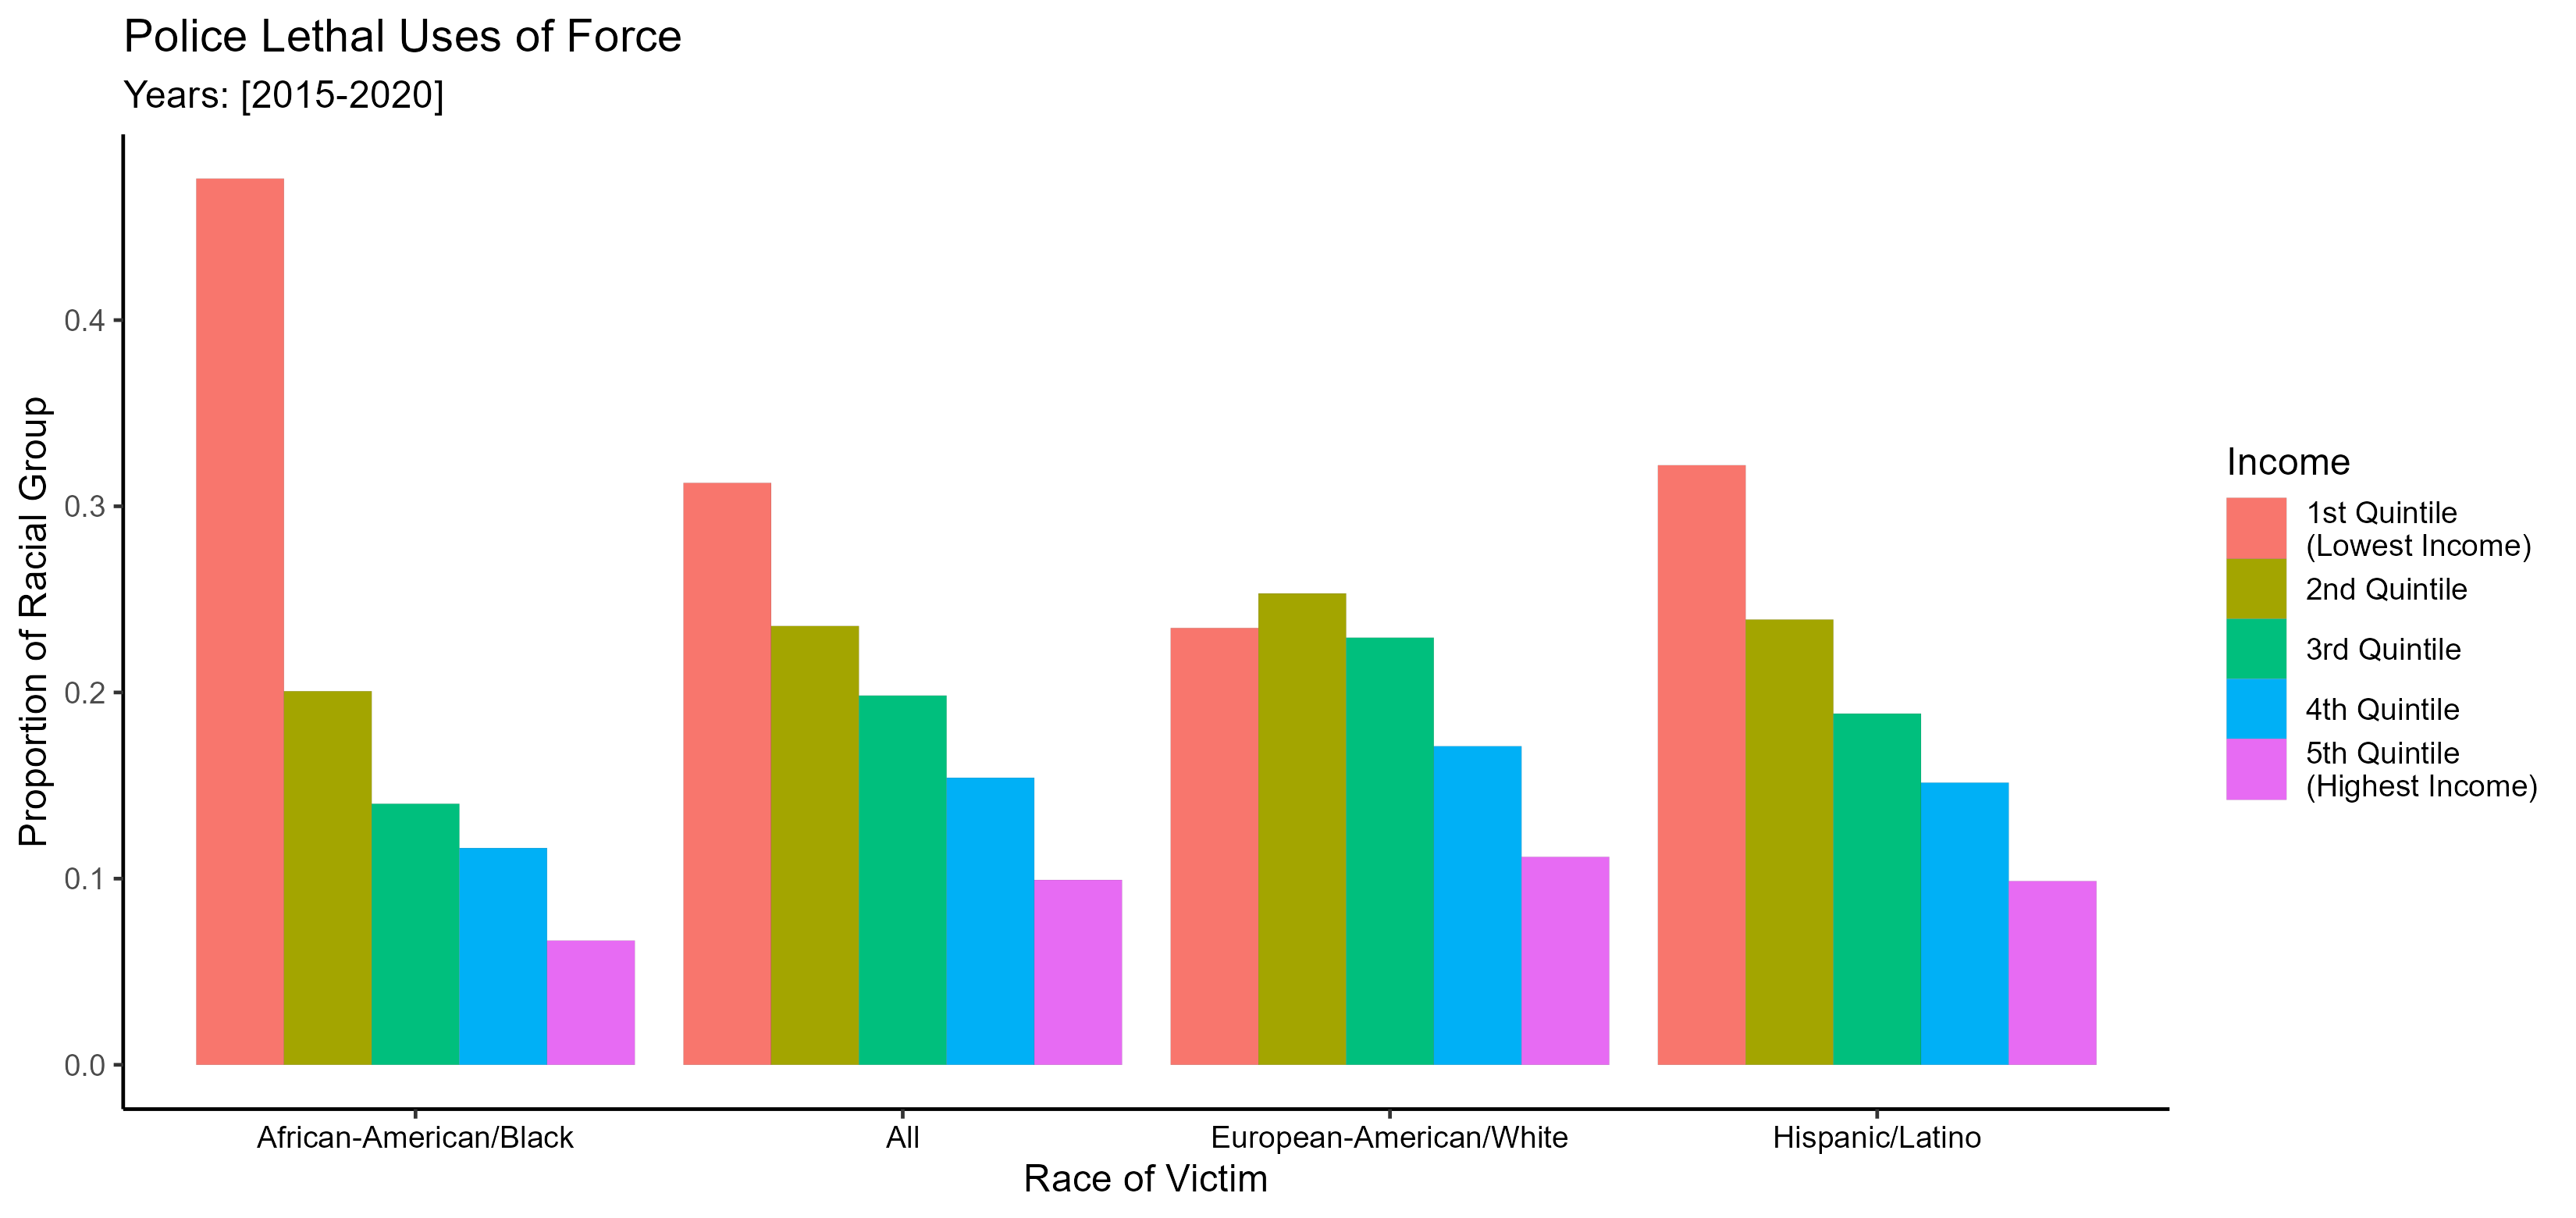 Police Lethal Uses of Force
Years: [2015-2020]
Proportion of Racial Group
0.4
0.3
0.2
0.1
0.0
African-American/Black
All
European-American/White
Hispanic/Latino
Race of Victim
Income
1st Quintile
(Lowest Income)
2nd Quintile
3rd Quintile
4th Quintile
5th Quintile
(Highest Income)